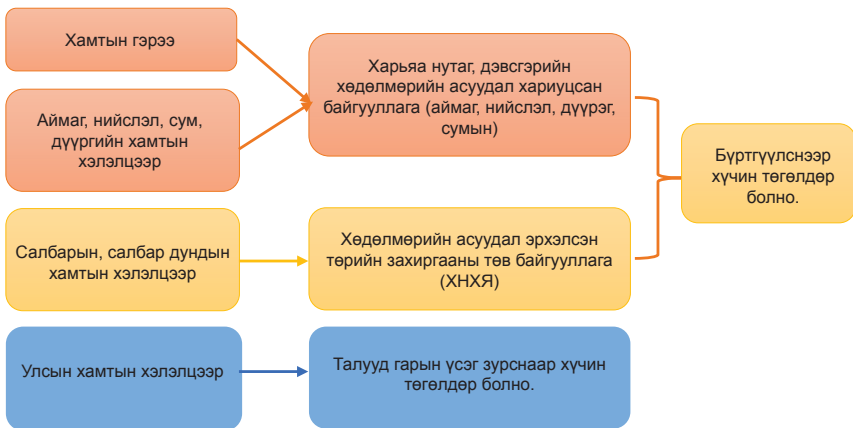 Хамтын гэрээ
Аймаг, нийслэл, сум,
дүүргийн хамтын
хэлэлцээр
Харьяа нутаг, дэвсгэрийн
хөдөлмөрийн асуудал хариуцсан
байгууллага (аймаг, нийслэл, дүүрэг,
сумын)
Бүртгүүлснээр
хүчин төгөлдөр
болно.
Салбарын, салбар дундын
хамтын хэлэлцээр
Хөдөлмөрийн асуудал эрхэлсэн
төрийн захиргааны төв байгууллага
(ХНХЯ)
Улсын хамтын хэлэлцээр
Талууд гарын үсэг зурснаар хүчин
төгөлдөр болно.